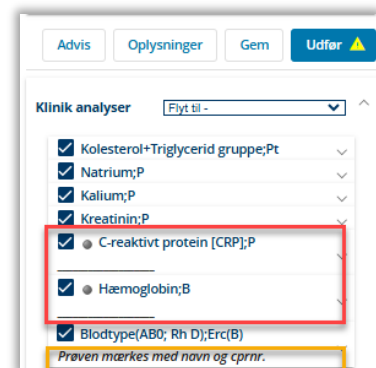 Advis Oplysninger Gem Udfør
Klinik analyser Flyt til -
Kolesterol+Triglycerid gruppe;Pt
Natrium;P
Kalium;P
Kreatinin;P
C-reaktivt protein [CRP];P
Hæmoglobin;B
Blodtype(AB0; Rh D);Erc(B)
Prøven mærkes med navn og cprnr.